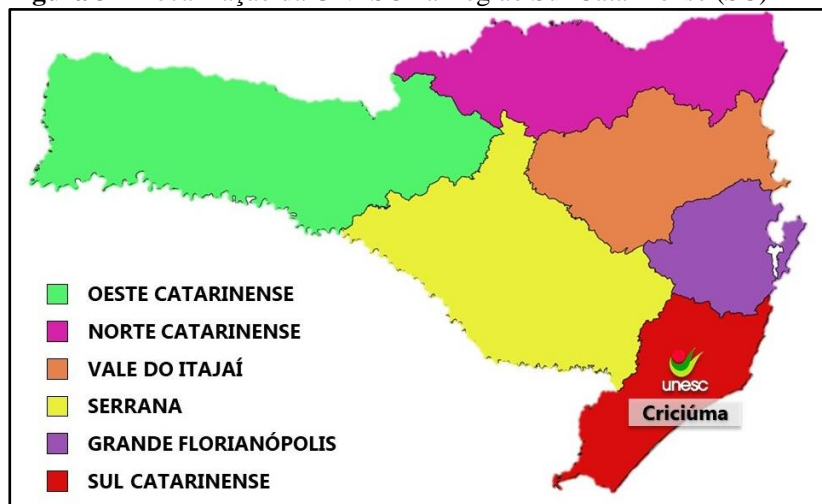 OESTE CATARINENSE
NORTE CATARINENSE
VALE DO ITAJAÍ
SERRANA
GRANDE FLORIANÓPOLIS
SUL CATARINENSE
unesc
Criciúma